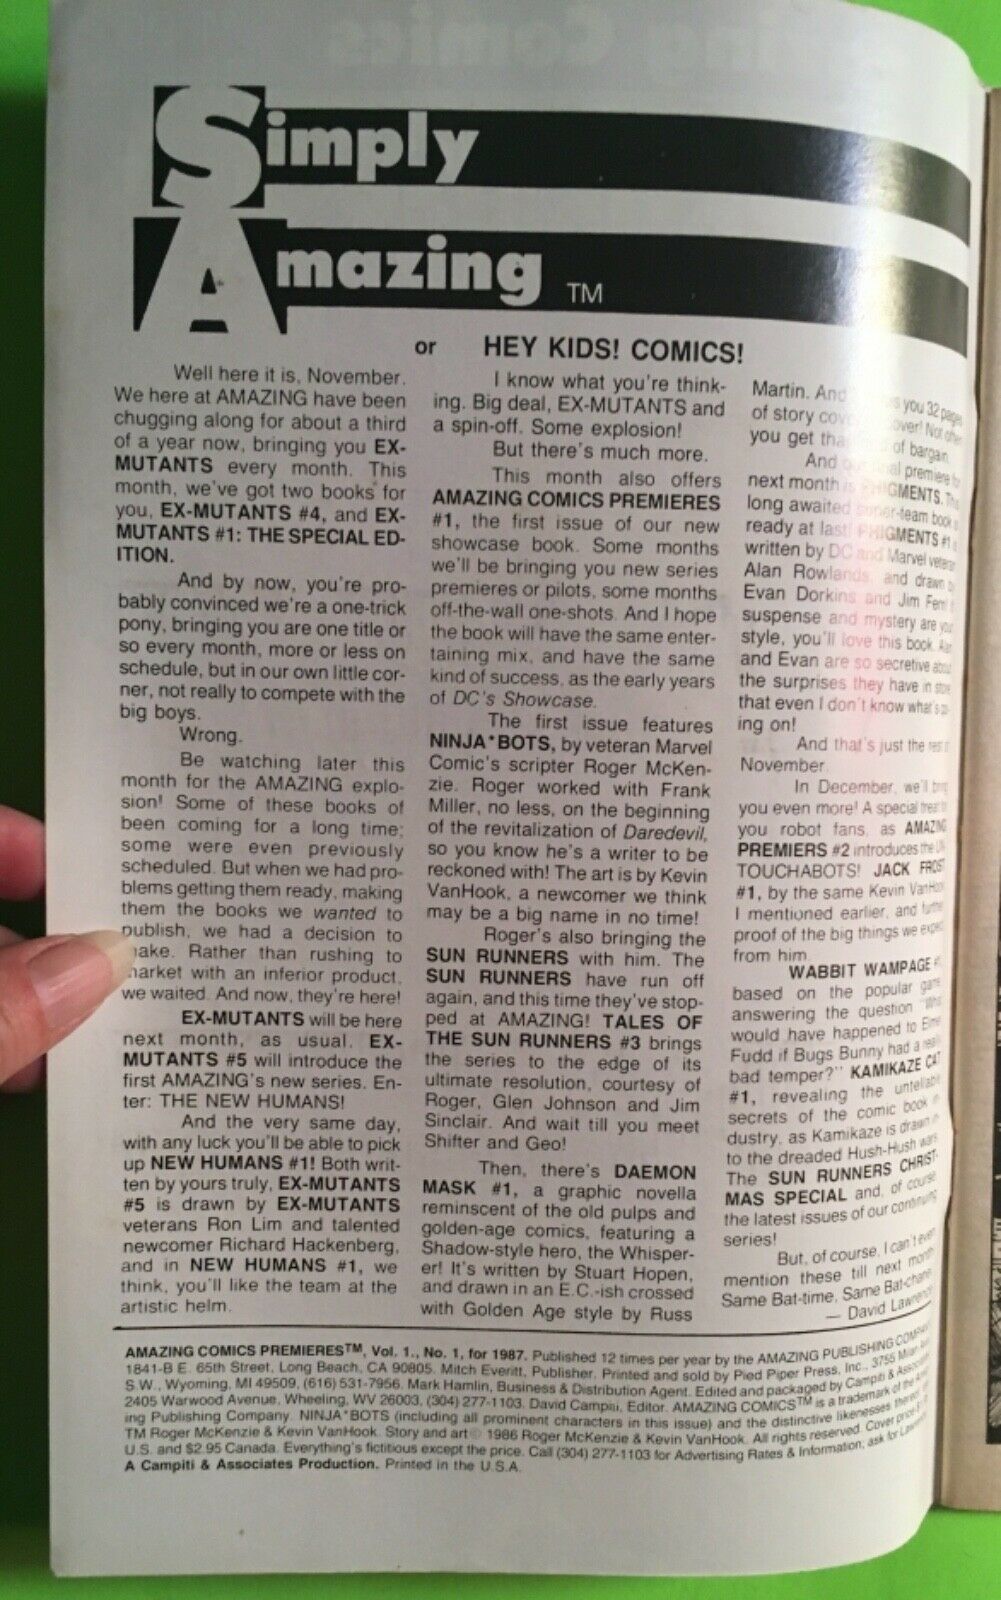 Simply
Amazing TM
or HEY KIDS! COMICS!
Well here it is, November.
We here at AMAZING have been
chugging along for about a third
of a year now, bringing you EX-
MUTANTS every month. This
month, we've got two books for
you, EX-MUTANTS #4, and EX-
MUTANTS #1: THE SPECIAL ED-
ITION.
And by now, you're pro-
bably convinced we're a one-trick
pony, bringing you are one title or
so every month, more or less on
schedule, but in our own little cor-
ner, not really to compete with the
big boys.
Wrong.
Be watching later this
month for the AMAZING explo-
sion! Some of these books of
been coming for a long time;
some were even previously
scheduled. But when we had pro-
blems getting them ready, making
them the books we wanted to
publish, we had a decision to
make. Rather than rushing to
market with an inferior product,
we waited. And now, they're here!
EX-MUTANTS will be here
next month, as usual. EX-
MUTANTS #5 will introduce the
first AMAZING's new series. En-
ter: THE NEW HUMANS!
And the very same day,
with any luck you'll be able to pick
up NEW HUMANS #1! Both writ-
ten by yours truly, EX-MUTANTS
#5 is drawn by EX-MUTANTS
veterans Ron Lim and talented
newcomer Richard Hackenberg,
and in NEW HUMANS #1, we
think, you'll like the team at the
artistic helm.
I know what you're think-
ing. Big deal, EX-MUTANTS and
a spin-off. Some explosion!
But there's much more.
This month also offers
AMAZING COMICS PREMIERES
#1, the first issue of our new
showcase book. Some months
we'll be bringing you new series
premieres or pilots, some months
off-the-wall one-shots. And I hope
the book will have the same enter-
taining mix, and have the same
kind of success, as the early years
of DC's Showcase.
The first issue features
NINJA*BOTS, by veteran Marvel
Comic's scripter Roger McKen-
zie. Roger worked with Frank
Miller, no less, on the beginning
of the revitalization of Daredevil,
so you know he's a writer to be
reckoned with! The art is by Kevin
VanHook, a newcomer we think
may be a big name in no time!
Roger's also bringing the
SUN RUNNERS with him. The
SUN RUNNERS have run off
again, and this time they've stop-
ped at AMAZING! TALES OF
THE SUN RUNNERS #3 brings
the series to the edge of its
ultimate resolution, courtesy of
Roger, Glen Johnson and Jim
Sinclair. And wait till you meet
Shifter and Geo!
Then, there's DAEMON
MASK #1, a graphic novella
reminscent of the old pulps and
golden-age comics, featuring a
Shadow-style hero, the Whisper-
er! It's written by Stuart Hopen,
and drawn in an E.C.-ish crossed
with Golden Age style by Russ
Martin. And you 32 pages
of story cover! Not often
you get that of bargain.
And our premiere for
next month is PHIGMENTS. This
long awaited super-team book is
ready at last! PHIGMENTS #1 is
written by DC and Marvel veteran
Alan Rowlands, and drawn by
Evan Dorkins and Jim
suspense and mystery are your
style, you'll love this book. Alan
and Evan are so secretive about
the surprises they have in store
that even I don't know what's go-
ing on!
And that's just the rest of
November.
In December, we'll bring
you even more! A special treat for
you robot fans, as AMAZING
PREMIERS #2 introduces the UN-
TOUCHABOTS! JACK FROST
#1, by the same Kevin VanHook
I mentioned earlier, and further
proof of the big things we expect
from him.
WABBIT WAMPAGE
based on the popular game
answering the question "What
would have happened to Elmer
Fudd if Bugs Bunny had a really
bad temper?" KAMIKAZE CAT
#1, revealing the untellable
secrets of the comic book in-
dustry, as Kamikaze is drawn in
to the dreaded Hush-Hush wars.
The SUN RUNNERS CHRIST-
MAS SPECIAL and, of course,
the latest issues of our continuing
series!
But, of course, I can't even
mention these till next month.
Same Bat-time, Same Bat-channel
— David Lawrence
AMAZING COMICS PREMIERES™, Vol. 1., No. 1, for 1987. Published 12 times per year by the AMAZING PUBLISHING COMPANY,
1841-B E. 65th Street, Long Beach, CA 90805. Mitch Everitt, Publisher. Printed and sold by Pied Piper Press, Inc., 3755
S.W., Wyoming, MI 49509, (616) 531-7956. Mark Hamlin, Business & Distribution Agent. Edited and packaged by Campiti & Associates,
2405 Warwood Avenue, Wheeling, WV 26003, (304) 277-1103. David Campiti, Editor. AMAZING COMICS™ is a trademark of the Amaz-
ing Publishing Company. NINJA*BOTS (including all prominent characters in this issue) and the distinctive likenesses thereof
TM Roger McKenzie & Kevin VanHook. Story and art © 1986 Roger McKenzie & Kevin VanHook. All rights reserved. Cover price
U.S. and $2.95 Canada. Everything's fictitious except the price. Call (304) 277-1103 for Advertising Rates & Information; ask for
A Campiti & Associates Production. Printed in the U.S.A.